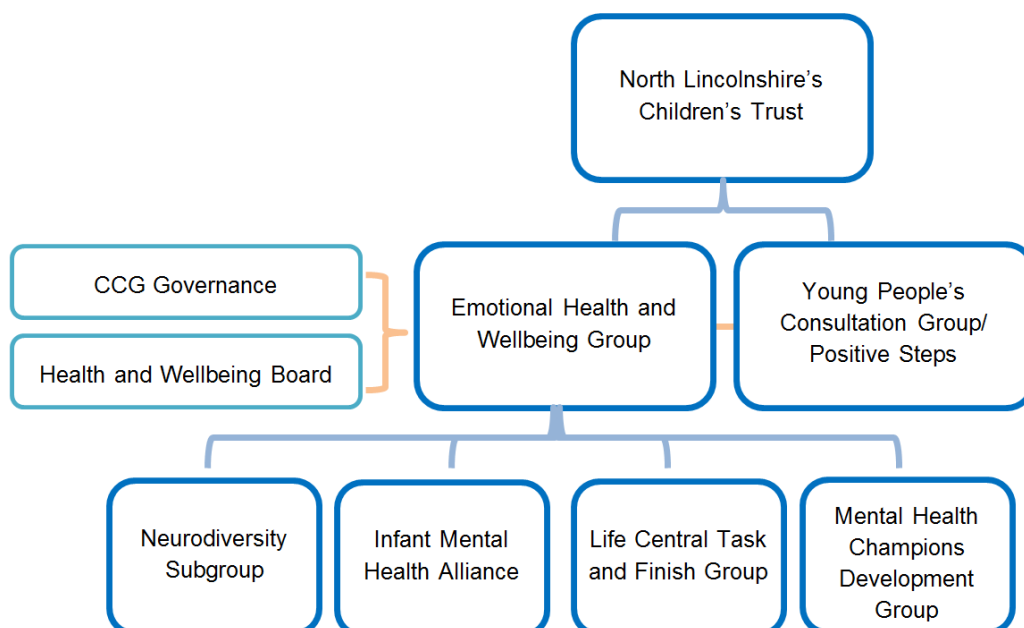 North Lincolnshire’s
Children’s Trust
CCG Governance
Health and Wellbeing Board
Emotional Health and
Wellbeing Group
Young People’s
Consultation Group/
Positive Steps
Neurodiversity
Subgroup
Infant Mental
Health Alliance
Life Central Task
and Finish Group
Mental Health
Champions
Development
Group